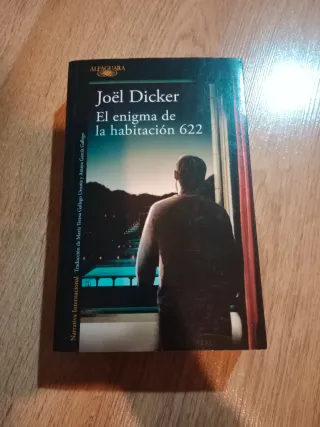 ALFAGUARA
Joël Dicker
El enigma de
la habitación 622
Narrativa Internacional
Traducción de María Teresa Gallego Urrutia y Amaya García Gallego